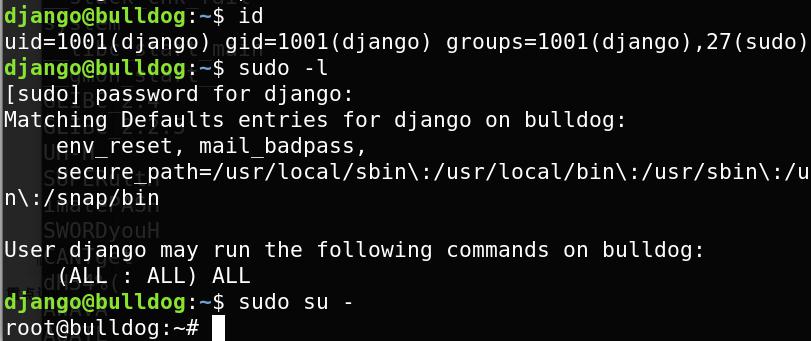 django@bulldog:~$ id
uid=1001(django) gid=1001(django) groups=1001(django),27(sudo)
django@bulldog:~$ sudo -l
[sudo] password for django:
Matching Defaults entries for django on bulldog:
    env_reset, mail_badpass,
    secure_path=/usr/local/sbin\:/usr/local/bin\:/usr/sbin\:/u
n\:/snap/bin

User django may run the following commands on bulldog:
    (ALL : ALL) ALL
django@bulldog:~$ sudo su -
root@bulldog:~#